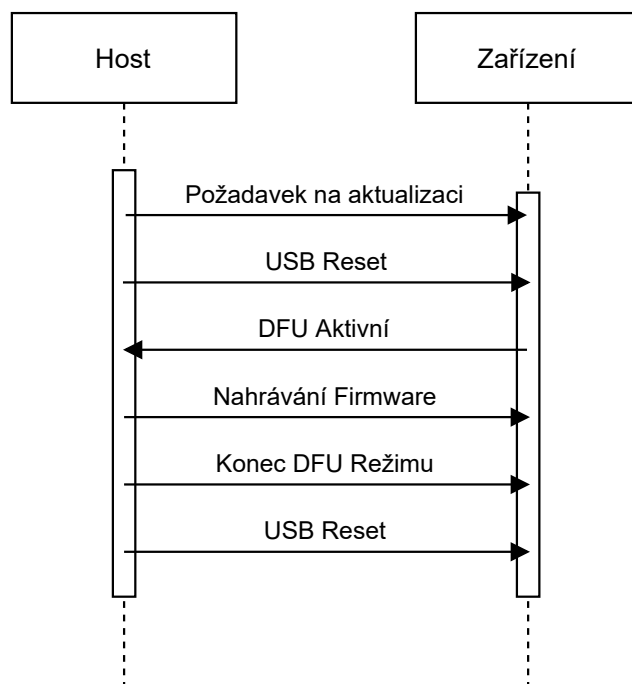 Host
Zařízení
Požadavek na aktualizaci
USB Reset
DFU Aktivní
Nahrávání Firmware
Konec DFU Režimu
USB Reset